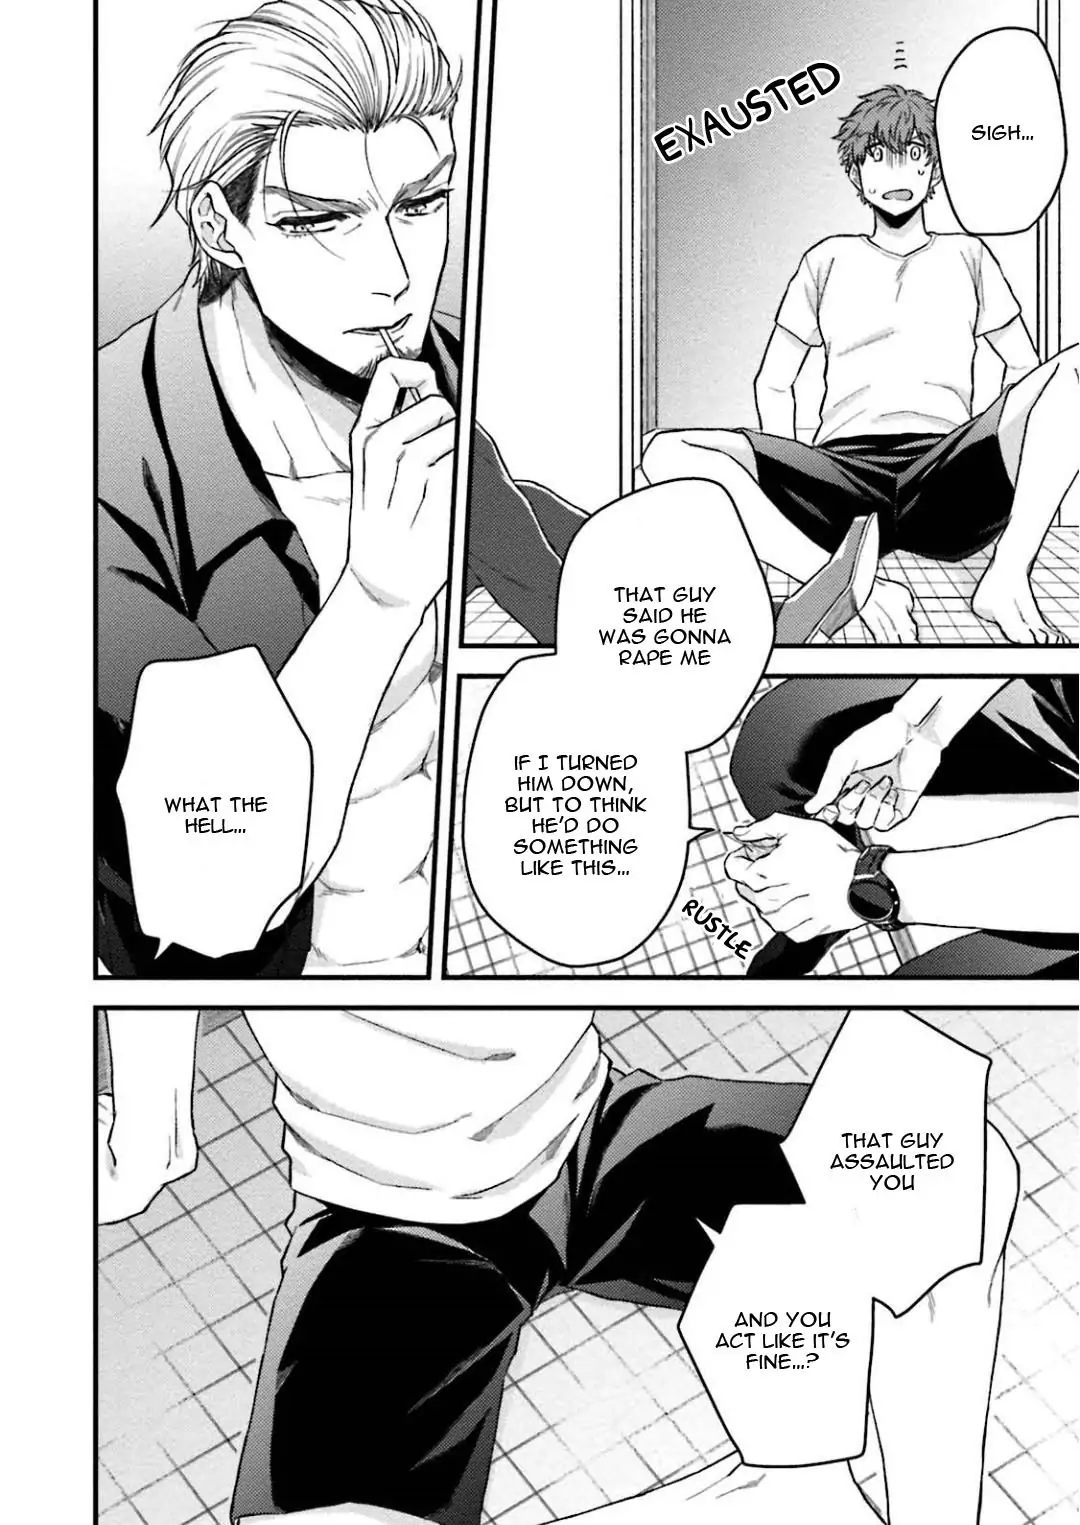 SIGH...
EXAUSTED
THAT GUY
SAID HE
WAS GONNA
RAPE ME
IF I TURNED
HIM DOWN,
BUT TO THINK
HE'D DO
SOMETHING
LIKE THIS...
RUSTLE
WHAT THE
HELL...
THAT GUY
ASSAULTED
YOU
AND YOU
ACT LIKE IT'S
FINE...?